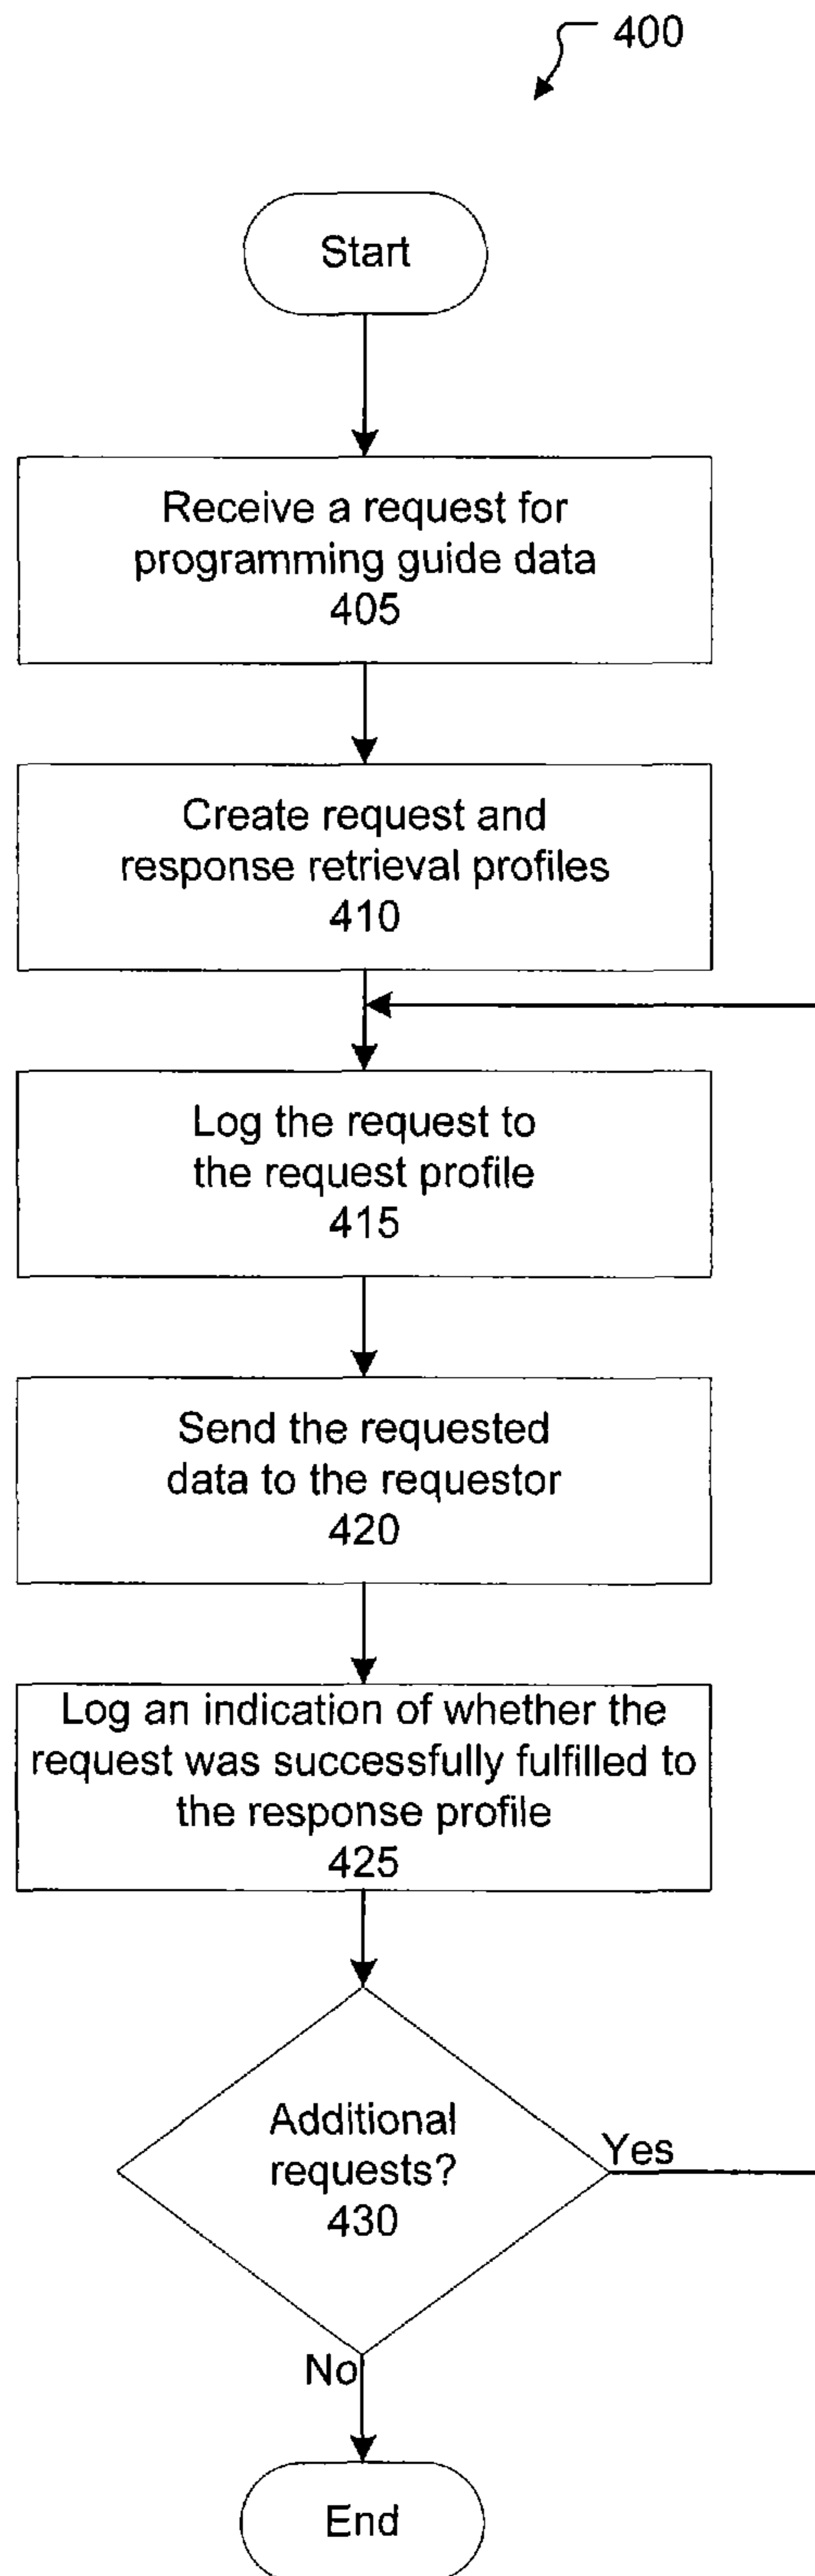 400
Start
Receive a request for
programming guide data
405
Create request and
response retrieval profiles
410
Log the request to
the request profile
415
Send the requested
data to the requestor
420
Log an indication of whether the
request was successfully fulfilled to
the response profile
425
Additional
requests?
430
Yes
No
End